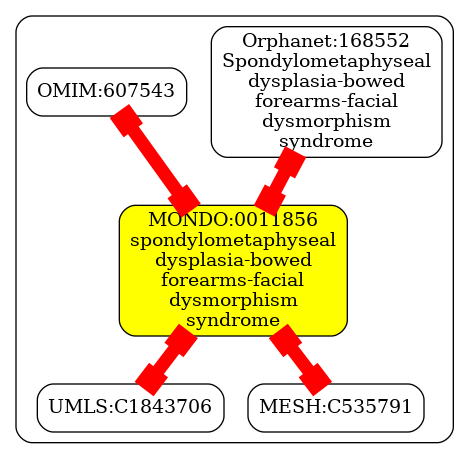 OMIM:607543
Orphanet:168552
Spondylometaphyseal
dysplasia-bowed
forearms-facial
dysmorphism
syndrome
MONDO:0011856
spondylometaphyseal
dysplasia-bowed
forearms-facial
dysmorphism
syndrome
UMLS:C1843706
MESH:C535791